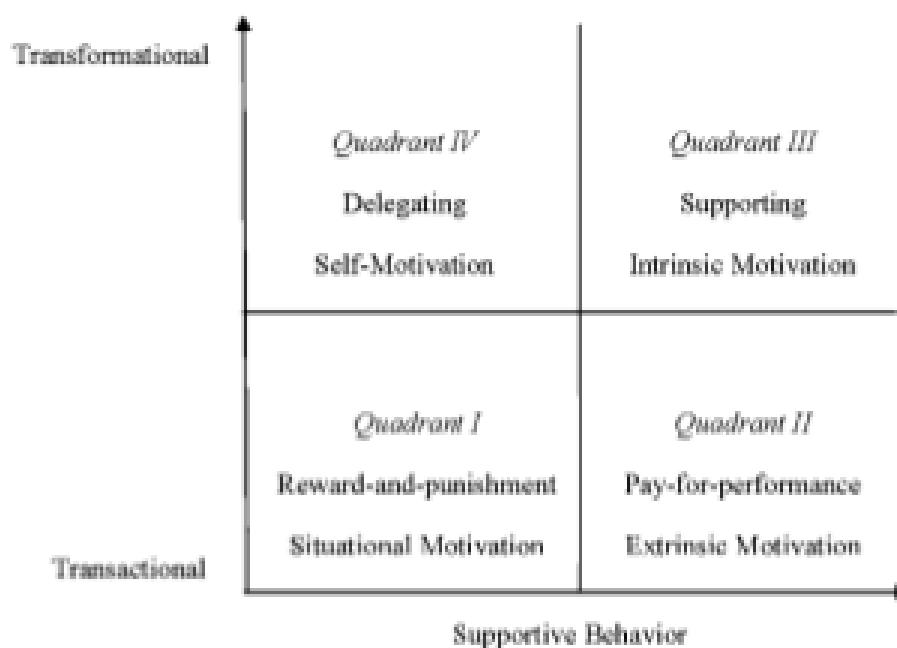 Transformational
Quadrant IV
Delegating
Self-Motivation
Quadrant III
Supporting
Intrinsic Motivation
Quadrant I
Reward-and-punishment
Situational Motivation
Quadrant II
Pay-for-performance
Extrinsic Motivation
Transactional
Supportive Behavior